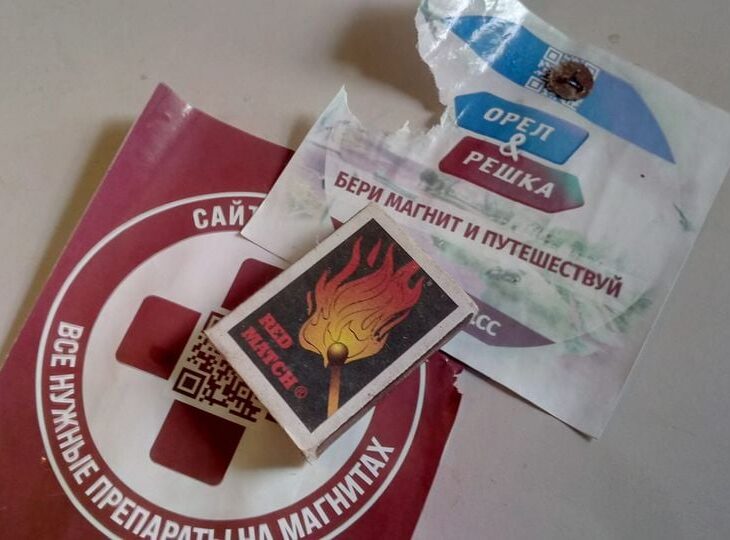 ОРЕЛ
&
РЕШКА
БЕРИ МАГНИТ И ПУТЕШЕСТВУЙ
САЙТ
ВСЕ НУЖНЫЕ ПРЕПАРАТЫ НА МАГНИТАХ
RED
MATCH®